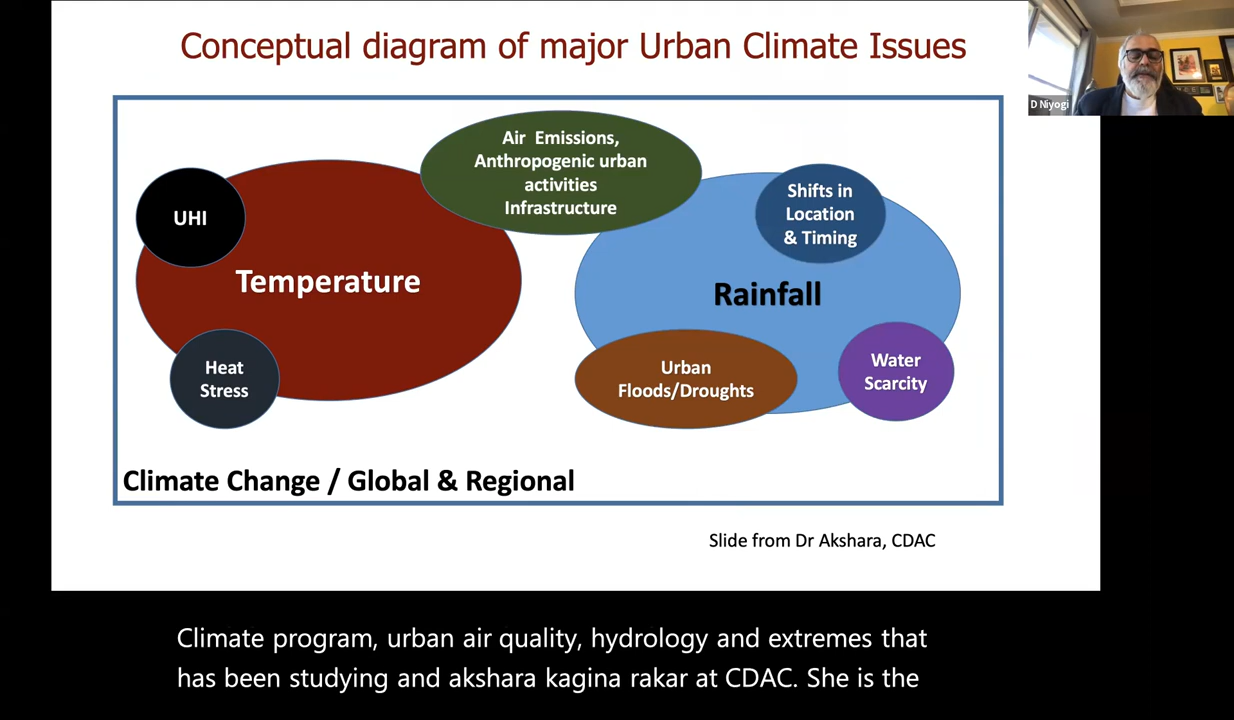 Conceptual diagram of major Urban Climate Issues
D Niyogi
Air Emissions,
Anthropogenic urban
activities
Infrastructure
UHI
Shifts in
Location
& Timing
Temperature
Rainfall
Heat
Stress
Urban
Floods/Droughts
Water
Scarcity
Climate Change / Global & Regional
Slide from Dr Akshara, CDAC
Climate program, urban air quality, hydrology and extremes that
has been studying and akshara kagina rakar at CDAC. She is the